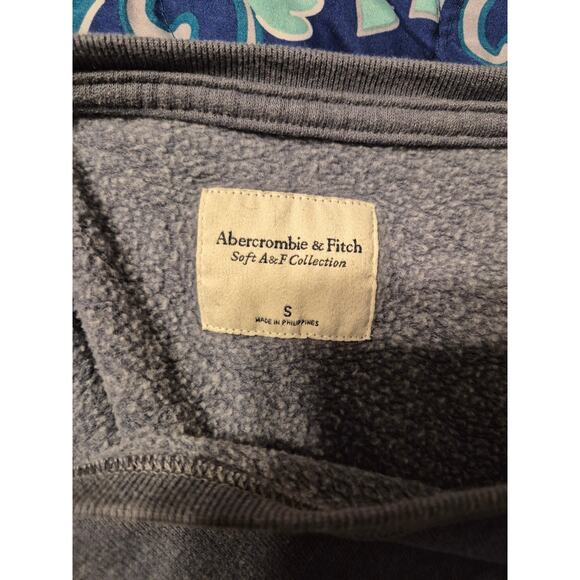 Abercrombie & Fitch
Soft A&F Collection
S
MADE IN PHILIPPINES